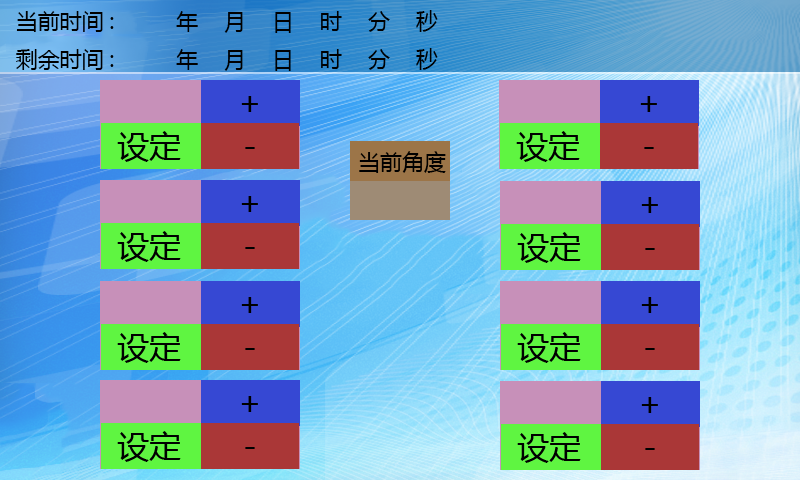 当前时间： 年 月 日 时 分 秒
剩余时间： 年 月 日 时 分 秒
+ +
设定 - 设定 -
当前角度
+ +
设定 - 设定 -
+ +
设定 - 设定 -
+ +
设定 - 设定 -